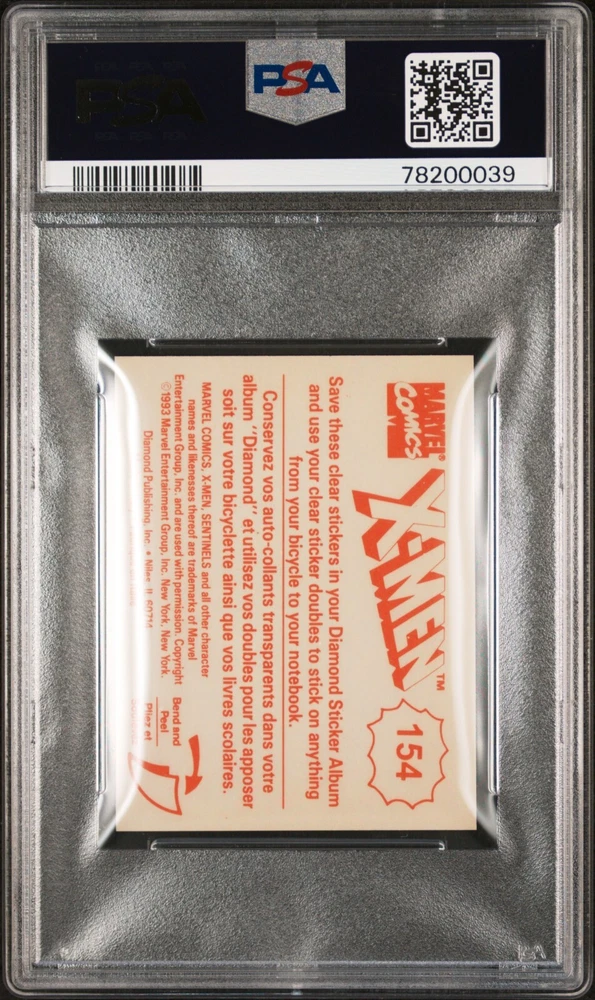 PSA
PSA
78200039
MARVEL®
COMICS
X-MEN™
154
Save these clear stickers in your Diamond Sticker Album
and use your clear sticker doubles to stick on anything
from your bicycle to your notebook.
Conservez vos auto-collants transparents dans votre
album "Diamond" et utilisez vos doubles pour les apposer
soit sur votre bicyclette ainsi que vos livres scolaires.
MARVEL COMICS, X-MEN, SENTINELS and all other character
names and likenesses thereof are trademarks of Marvel
Entertainment Group, Inc. and are used with permission. Copyright
©1993 Marvel Entertainment Group, Inc. New York, New York.
Diamond Publishing, Inc. • Niles, IL 60714
Bend and
Peel
Pliez et